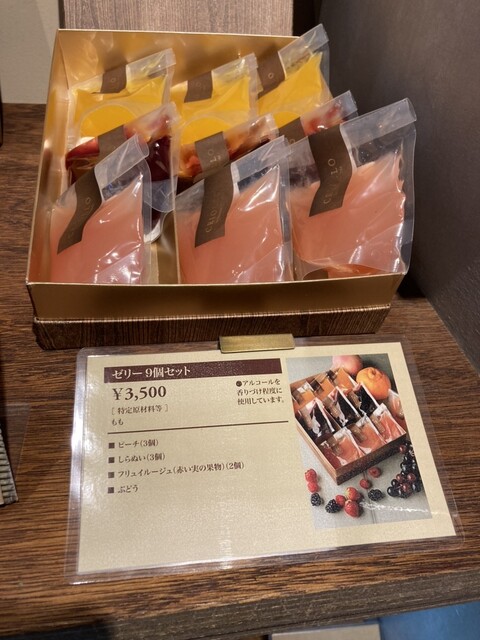 ゼリー 9個セット
¥3,500
[ 特定原材料等 ]
もも
●アルコールを
香りづけ程度に
使用しています。
■ ピーチ(3個)
■ しらぬい(3個)
■ フリュイルージュ(赤い実の果物)(2個)
■ ぶどう